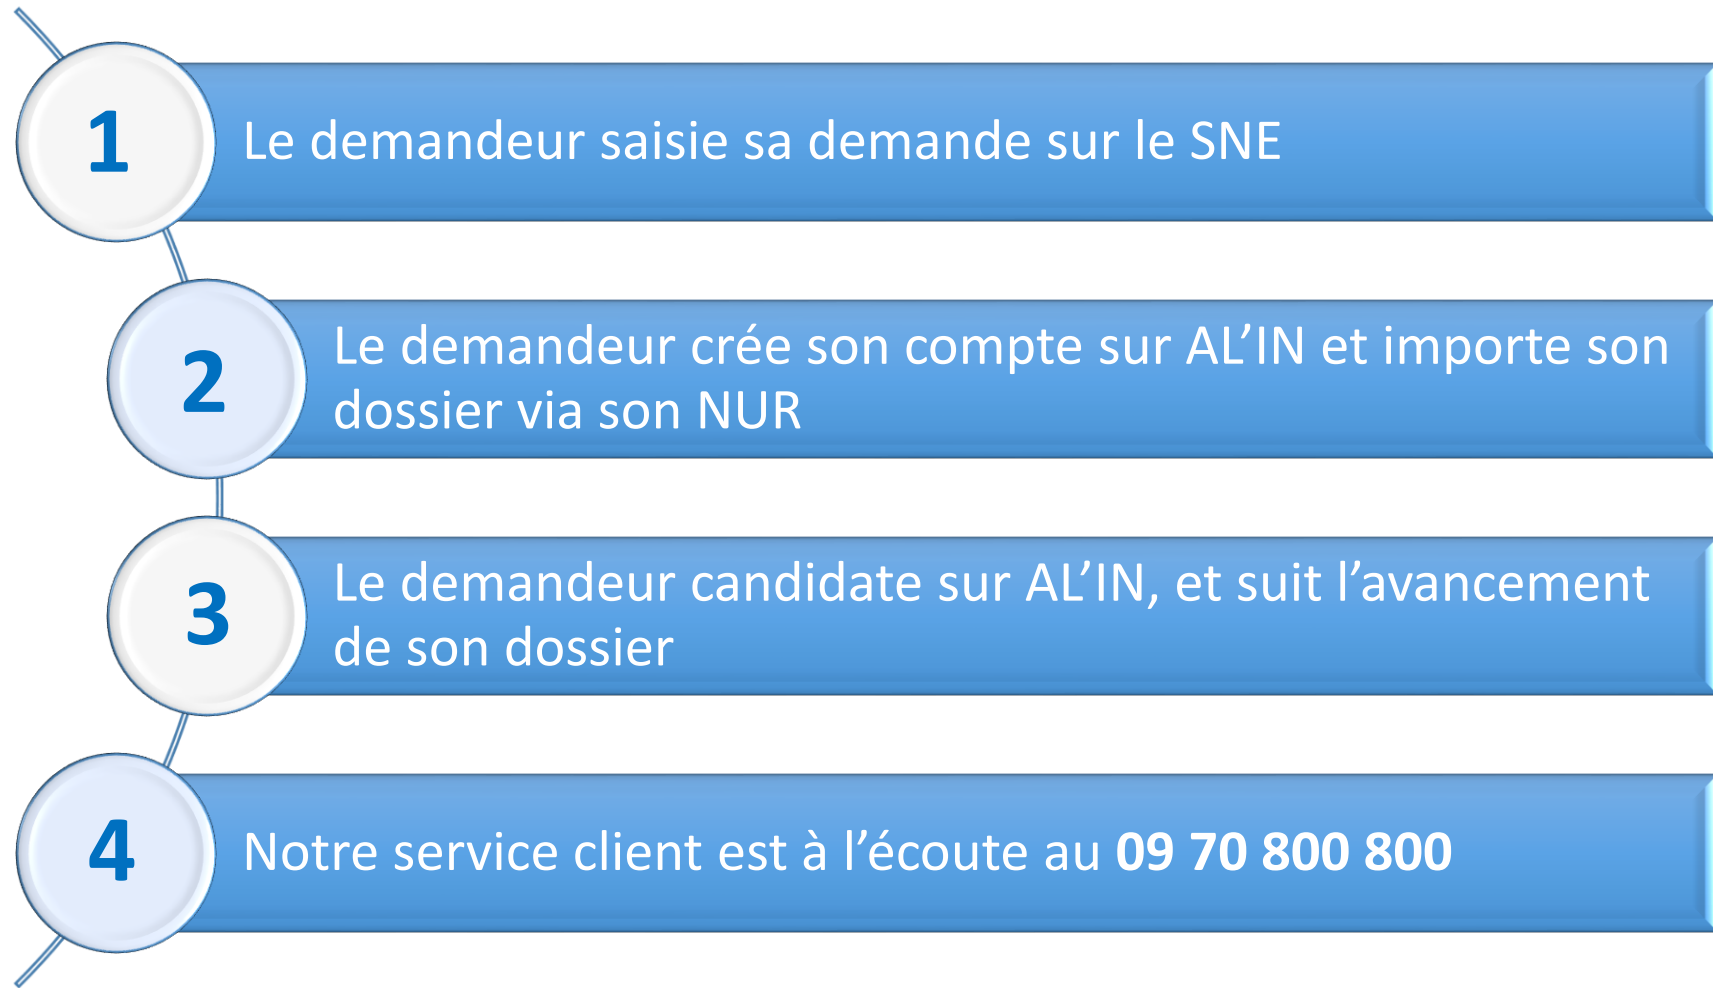 1
Le demandeur saisie sa demande sur le SNE
2
Le demandeur crée son compte sur AL’IN et importe son
dossier via son NUR
3
Le demandeur candidate sur AL’IN, et suit l’avancement
de son dossier
4
Notre service client est à l’écoute au 09 70 800 800